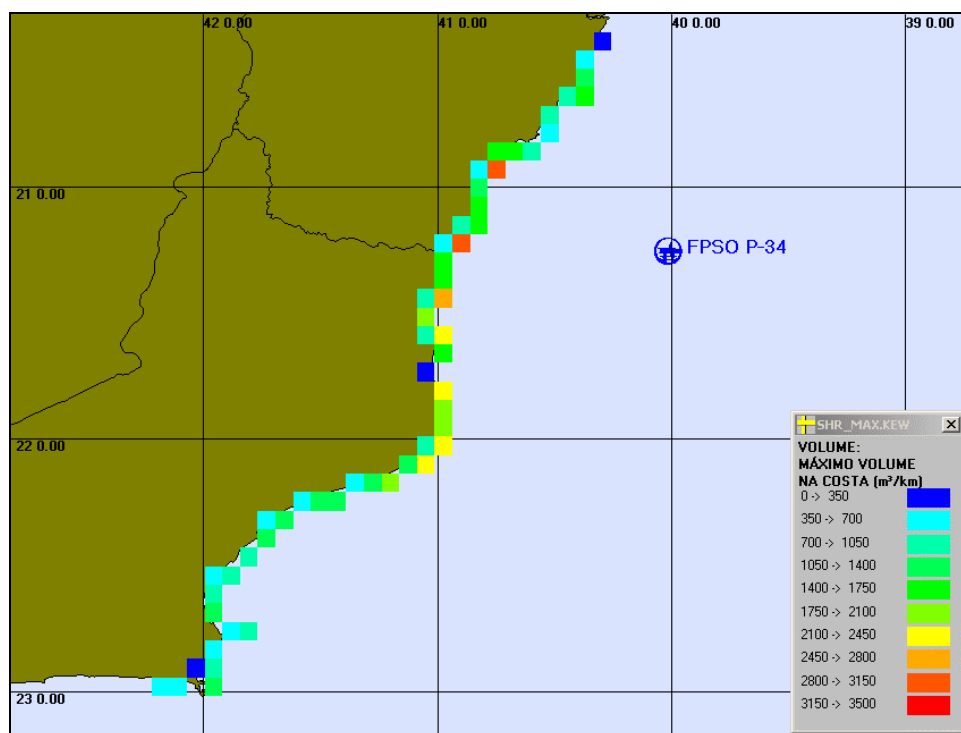 42 0.00
41 0.00
40 0.00
39 0.00
21 0.00
FPSO P-34
22 0.00
SHR_MAX.KEW
VOLUME:
MÁXIMO VOLUME
NA COSTA (m³/km)
0 -> 350
350 -> 700
700 -> 1050
1050 -> 1400
1400 -> 1750
1750 -> 2100
2100 -> 2450
2450 -> 2800
2800 -> 3150
3150 -> 3500
23 0.00